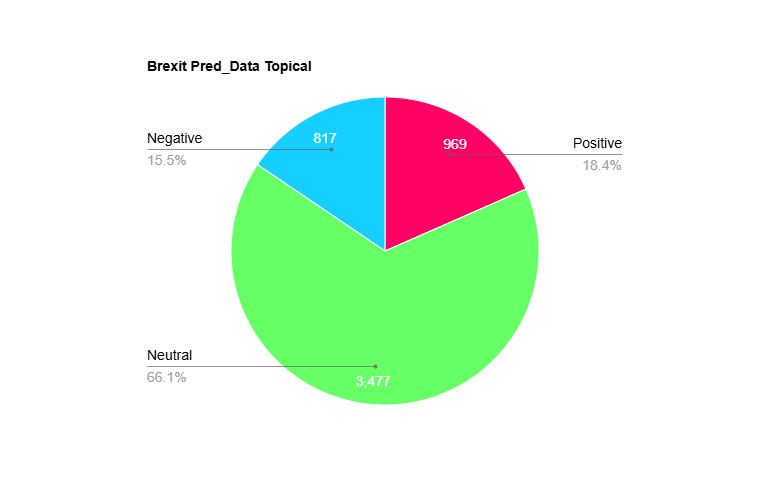 Brexit Pred_Data Topical
Negative
15.5%
817
969
Positive
18.4%
Neutral
66.1%
3,477